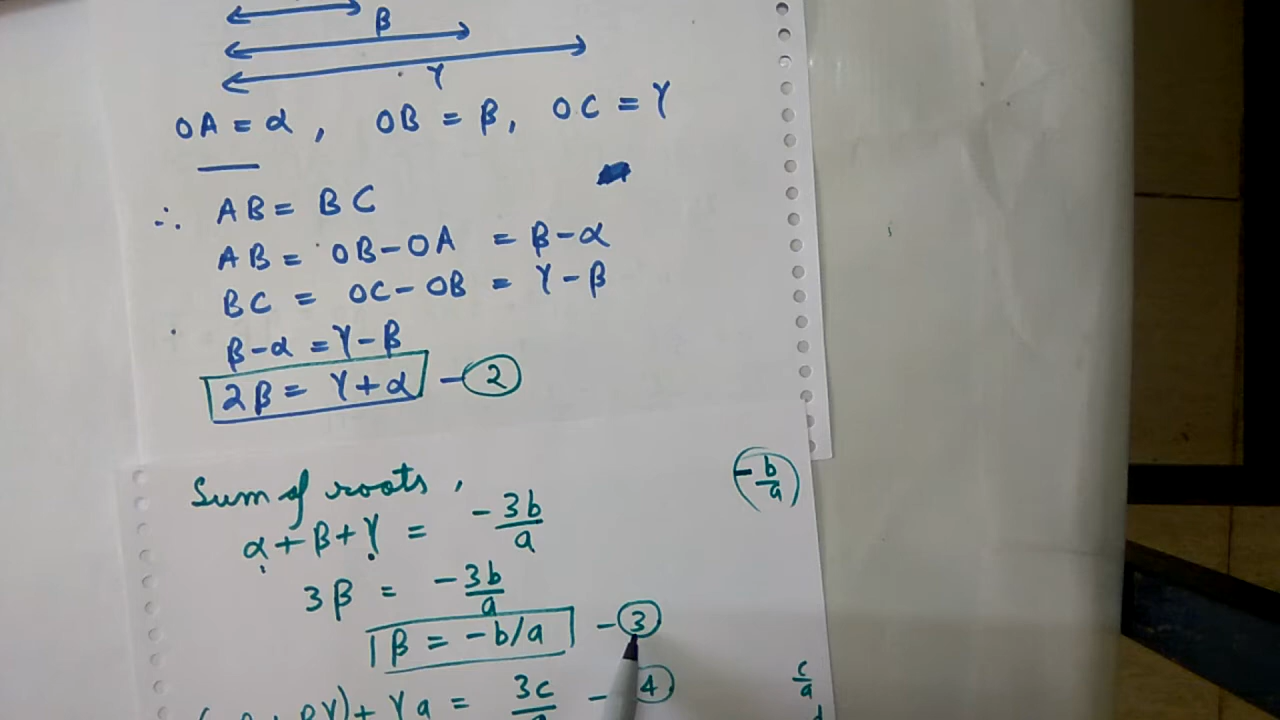 β
γ
OA = α, OB = β, OC = γ
∴ AB = BC
AB = OB-OA = β-α
BC = OC-OB = γ-β
β-α = γ-β
2β = γ+α - 2
Sum of roots, -b/a
α+β+γ = -3b/a
3β = -3b/a
β = -b/a - 3
βγ) + γα = 3c - 4
c/a